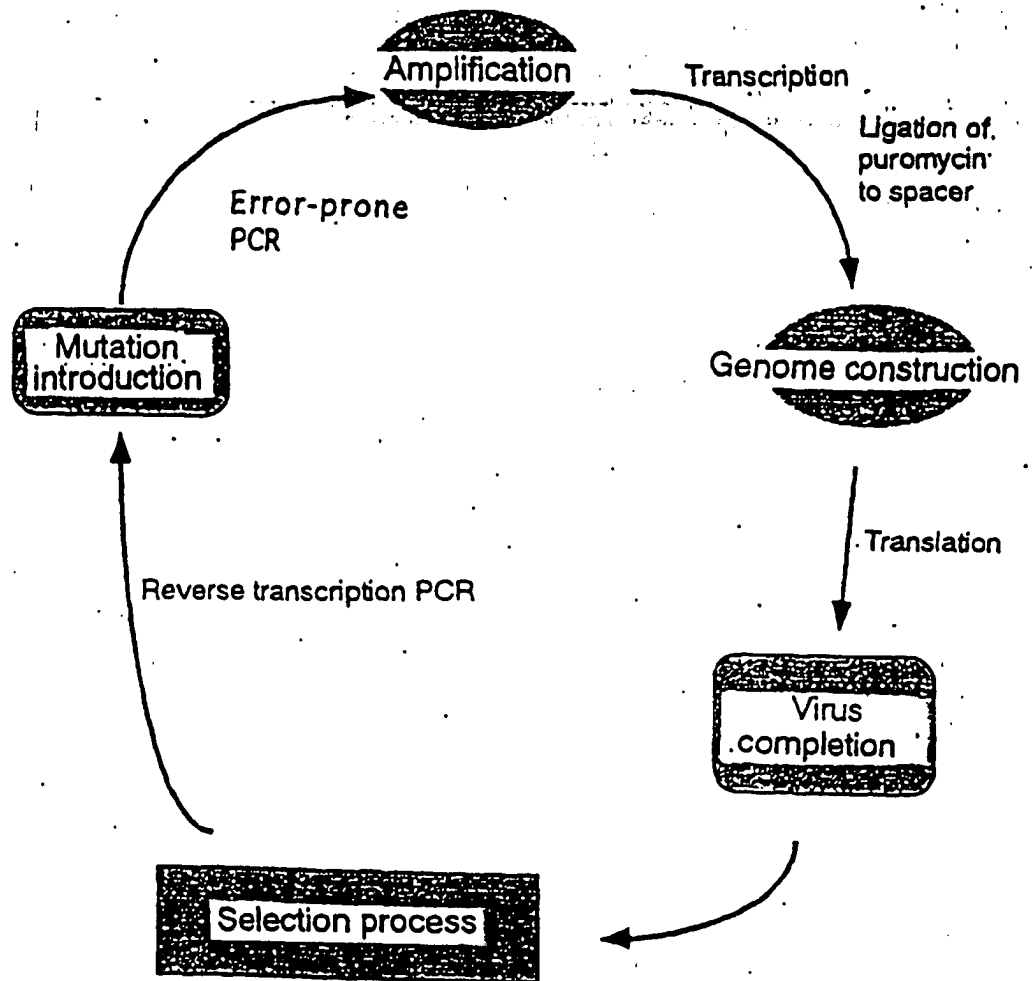 Amplification
Transcription
Ligation of
puromycin
to spacer
Error-prone
PCR
Mutation
introduction
Genome construction
Translation
Reverse transcription PCR
Virus
completion
Selection process